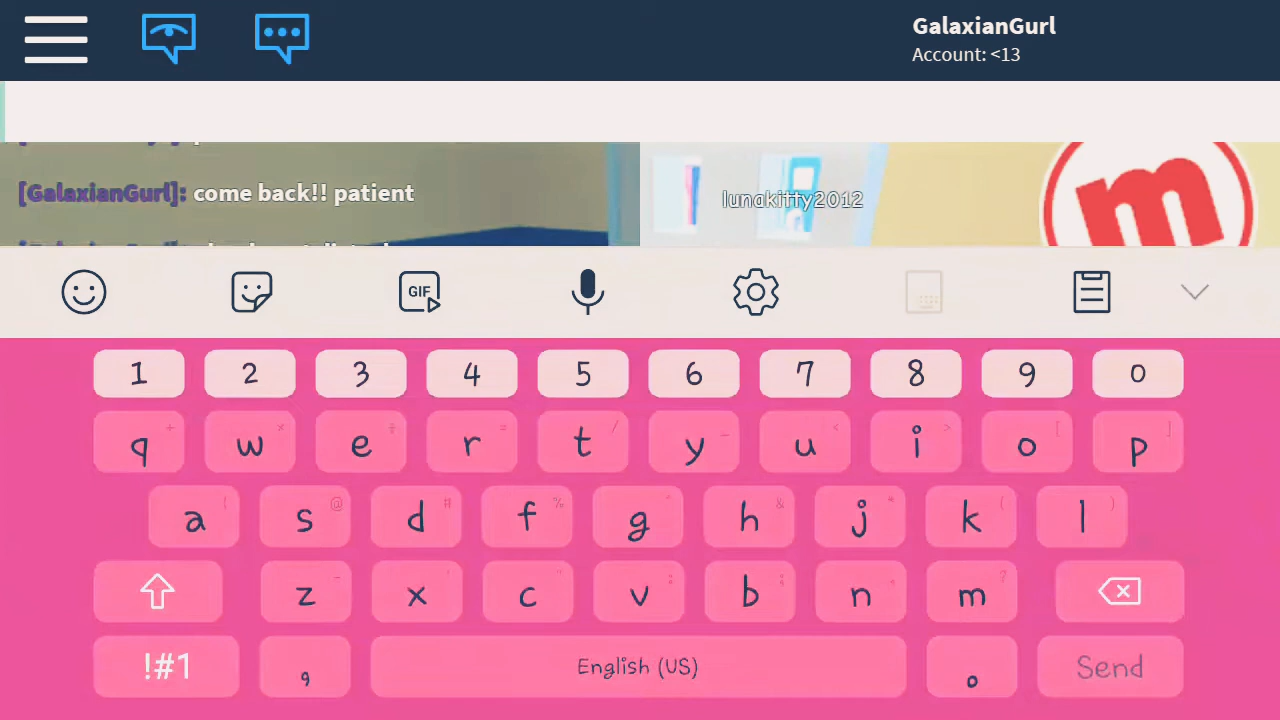 GalaxianGurl
Account: <13
[GalaxianGurl]: come back!! patient
lunakitty2012
m
GIF
1 2 3 4 5 6 7 8 9 0
q w e r t y u i o p
a s d f g h j k l
z x c v b n m
!#1 , English (US) . Send